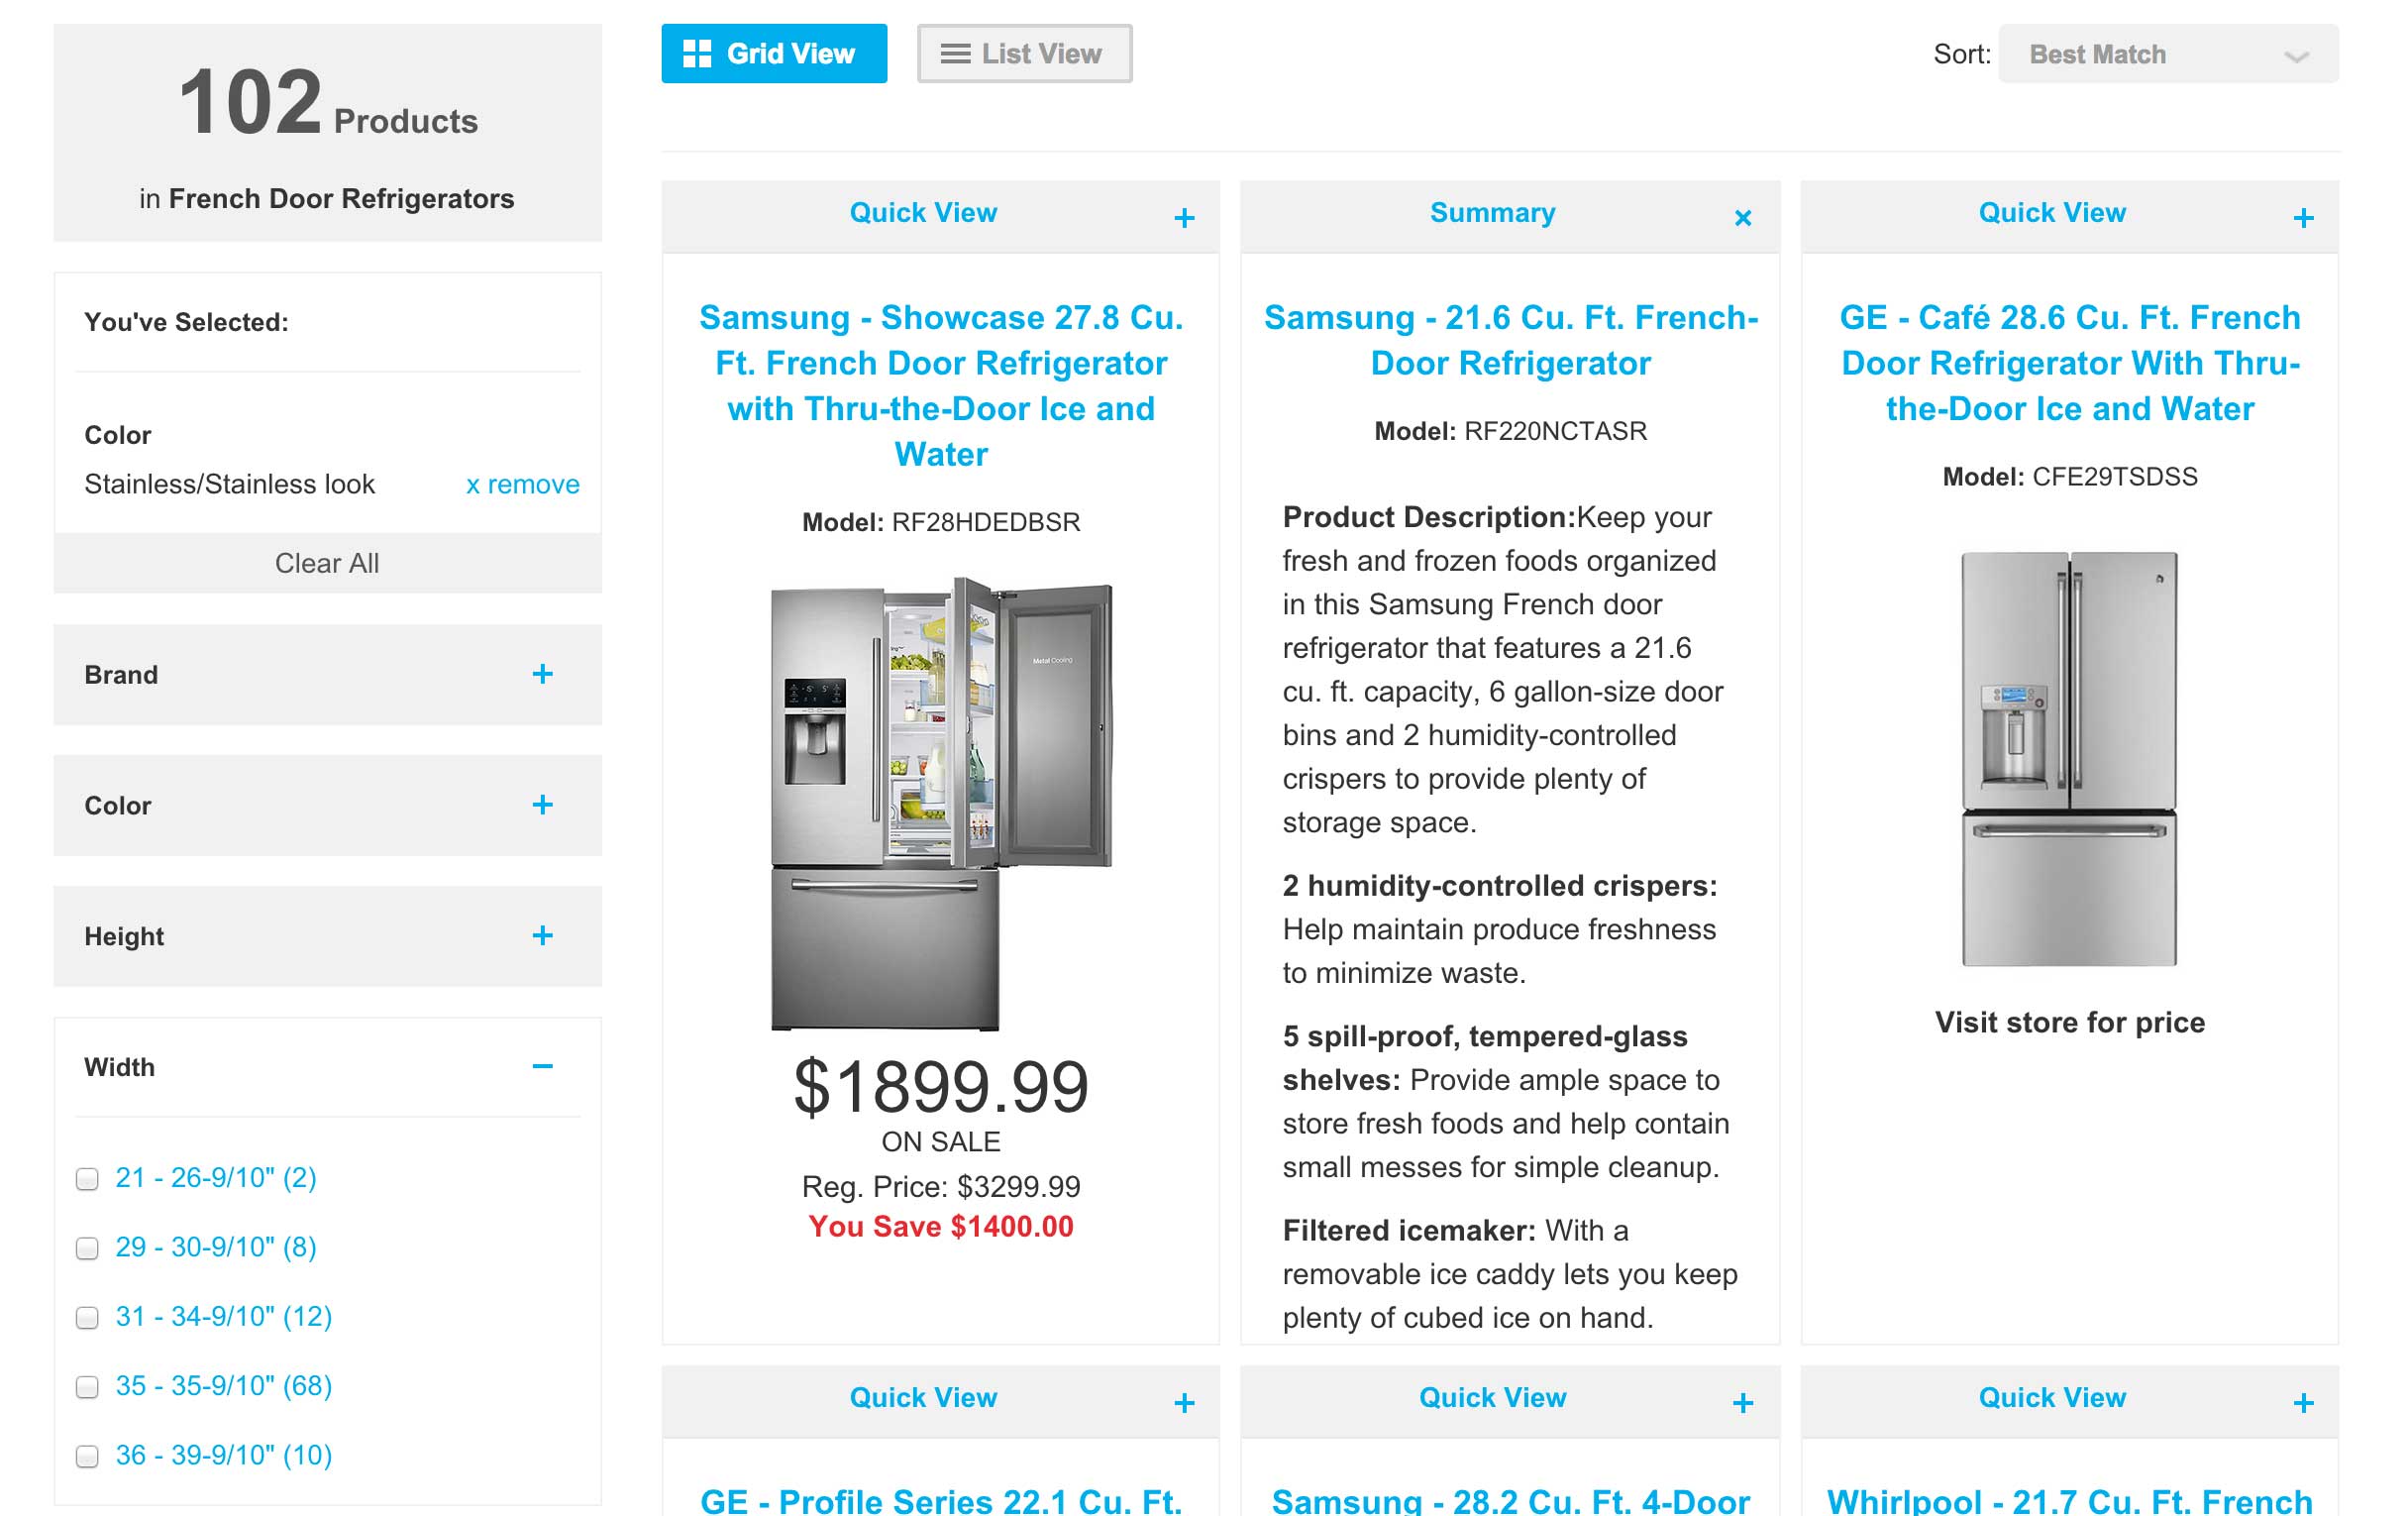 102 Products
in French Door Refrigerators
You've Selected:
Color
Stainless/Stainless look x remove
Clear All
Brand
Color
Height
Width
21 - 26-9/10" (2)
29 - 30-9/10" (8)
31 - 34-9/10" (12)
35 - 35-9/10" (68)
36 - 39-9/10" (10)
Grid View
List View
Sort: Best Match
Quick View +
Samsung - Showcase 27.8 Cu.
Ft. French Door Refrigerator
with Thru-the-Door Ice and
Water
Model: RF28HDEDBSR
Metal Cooling
$1899.99
ON SALE
Reg. Price: $3299.99
You Save $1400.00
Summary ×
Samsung - 21.6 Cu. Ft. French-
Door Refrigerator
Model: RF220NCTASR
Product Description:Keep your
fresh and frozen foods organized
in this Samsung French door
refrigerator that features a 21.6
cu. ft. capacity, 6 gallon-size door
bins and 2 humidity-controlled
crispers to provide plenty of
storage space.
2 humidity-controlled crispers:
Help maintain produce freshness
to minimize waste.
5 spill-proof, tempered-glass
shelves: Provide ample space to
store fresh foods and help contain
small messes for simple cleanup.
Filtered icemaker: With a
removable ice caddy lets you keep
plenty of cubed ice on hand.
Quick View +
GE - Café 28.6 Cu. Ft. French
Door Refrigerator With Thru-
the-Door Ice and Water
Model: CFE29TSDSS
Visit store for price
Quick View +
GE - Profile Series 22.1 Cu. Ft.
Quick View +
Samsung - 28.2 Cu. Ft. 4-Door
Quick View +
Whirlpool - 21.7 Cu. Ft. French